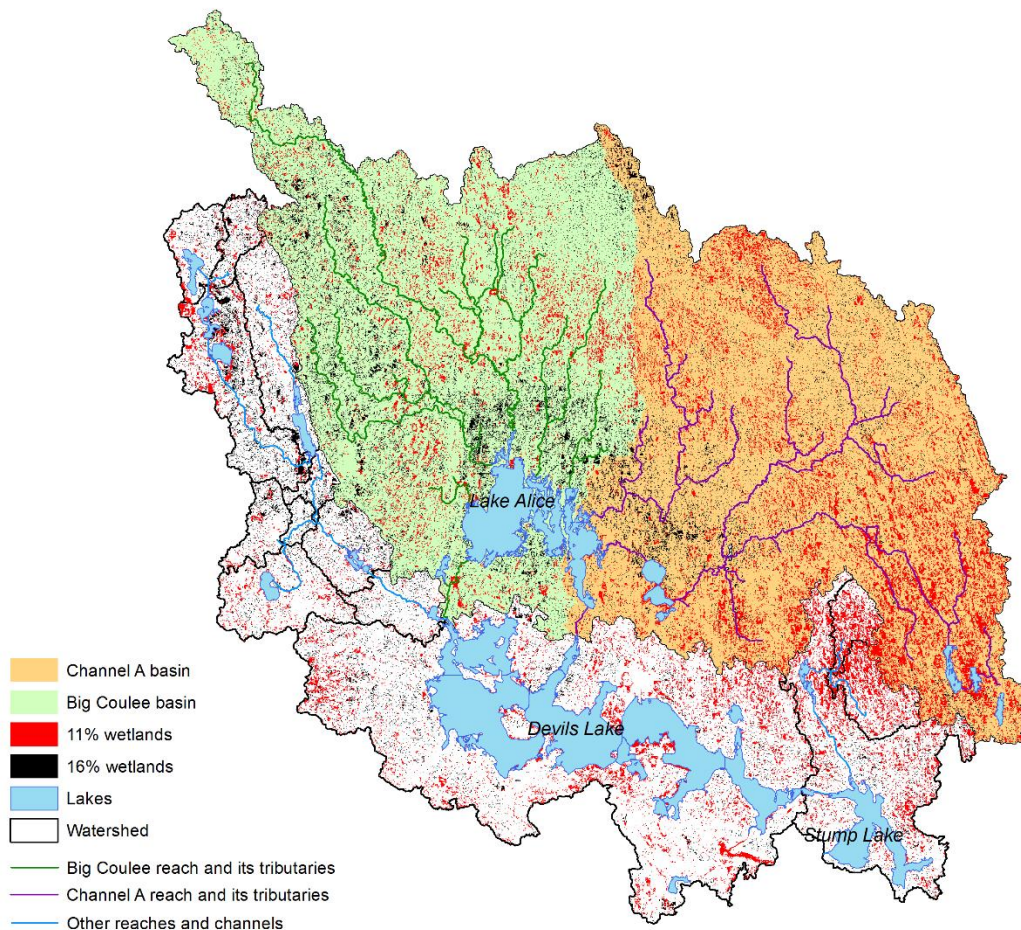 Lake Alice
Devils Lake
Stump Lake
Channel A basin
Big Coulee basin
11% wetlands
16% wetlands
Lakes
Watershed
Big Coulee reach and its tributaries
Channel A reach and its tributaries
Other reaches and channels